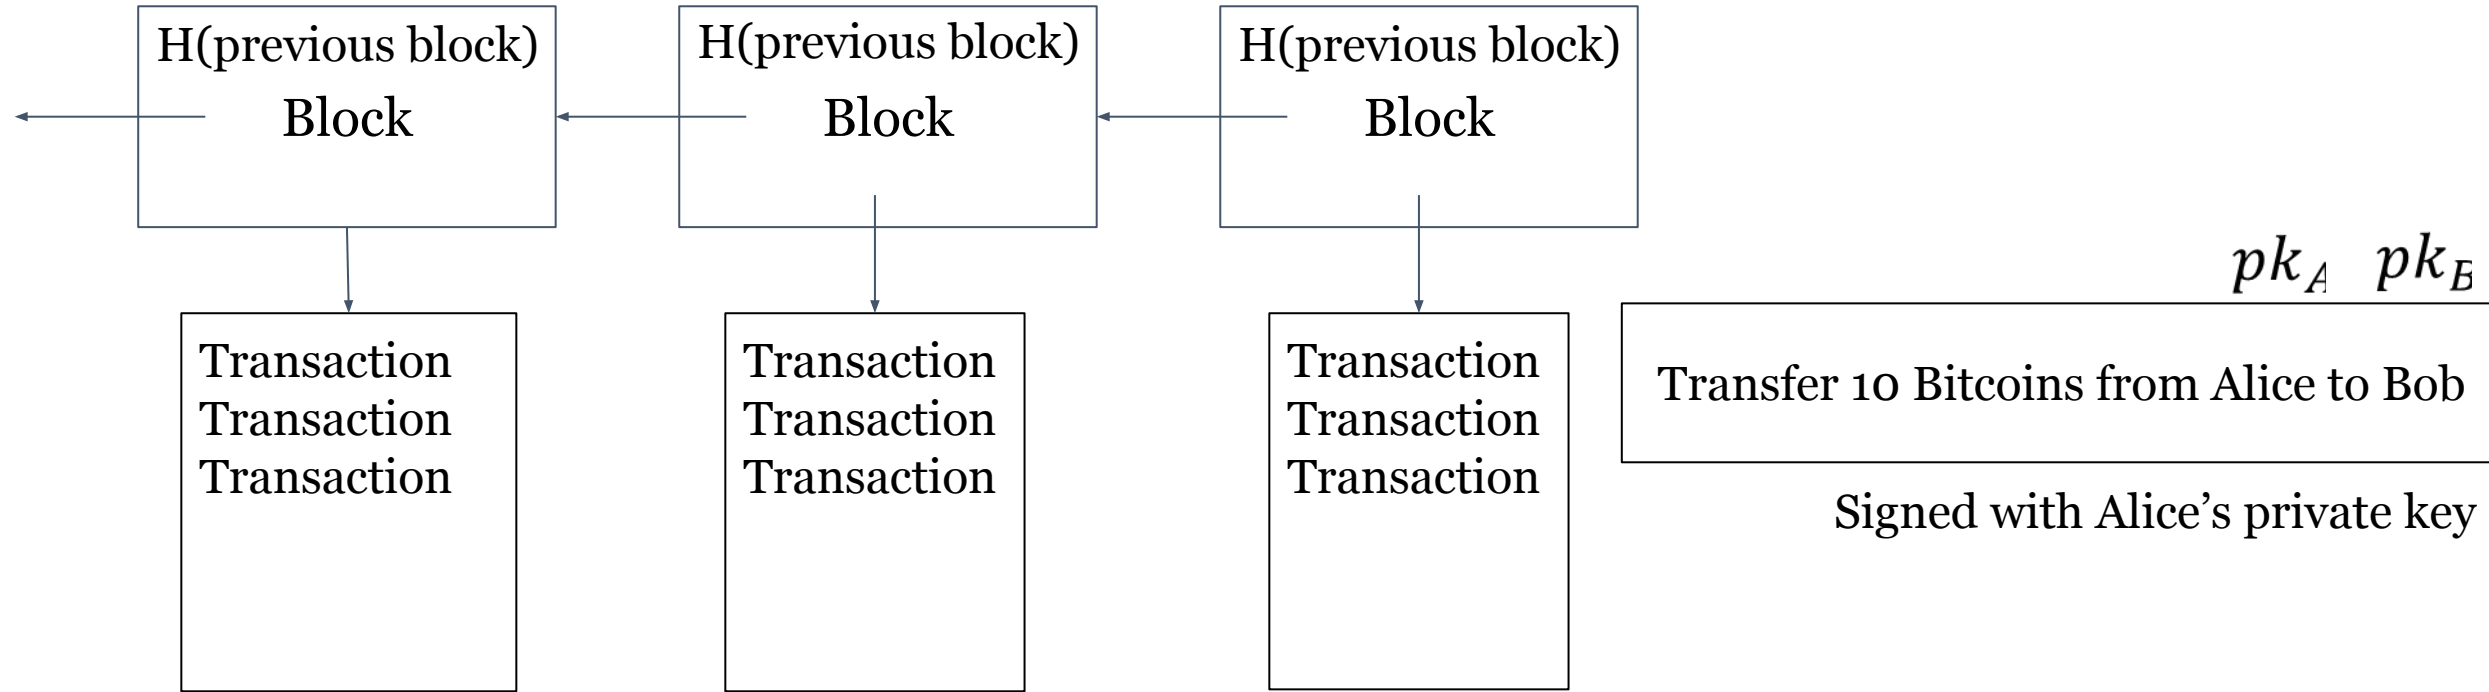 H(previous block)
Block
H(previous block)
Block
H(previous block)
Block
Transaction
Transaction
Transaction
Transaction
Transaction
Transaction
Transaction
Transaction
Transaction
pk_A pk_B
Transfer 10 Bitcoins from Alice to Bob
Signed with Alice’s private key